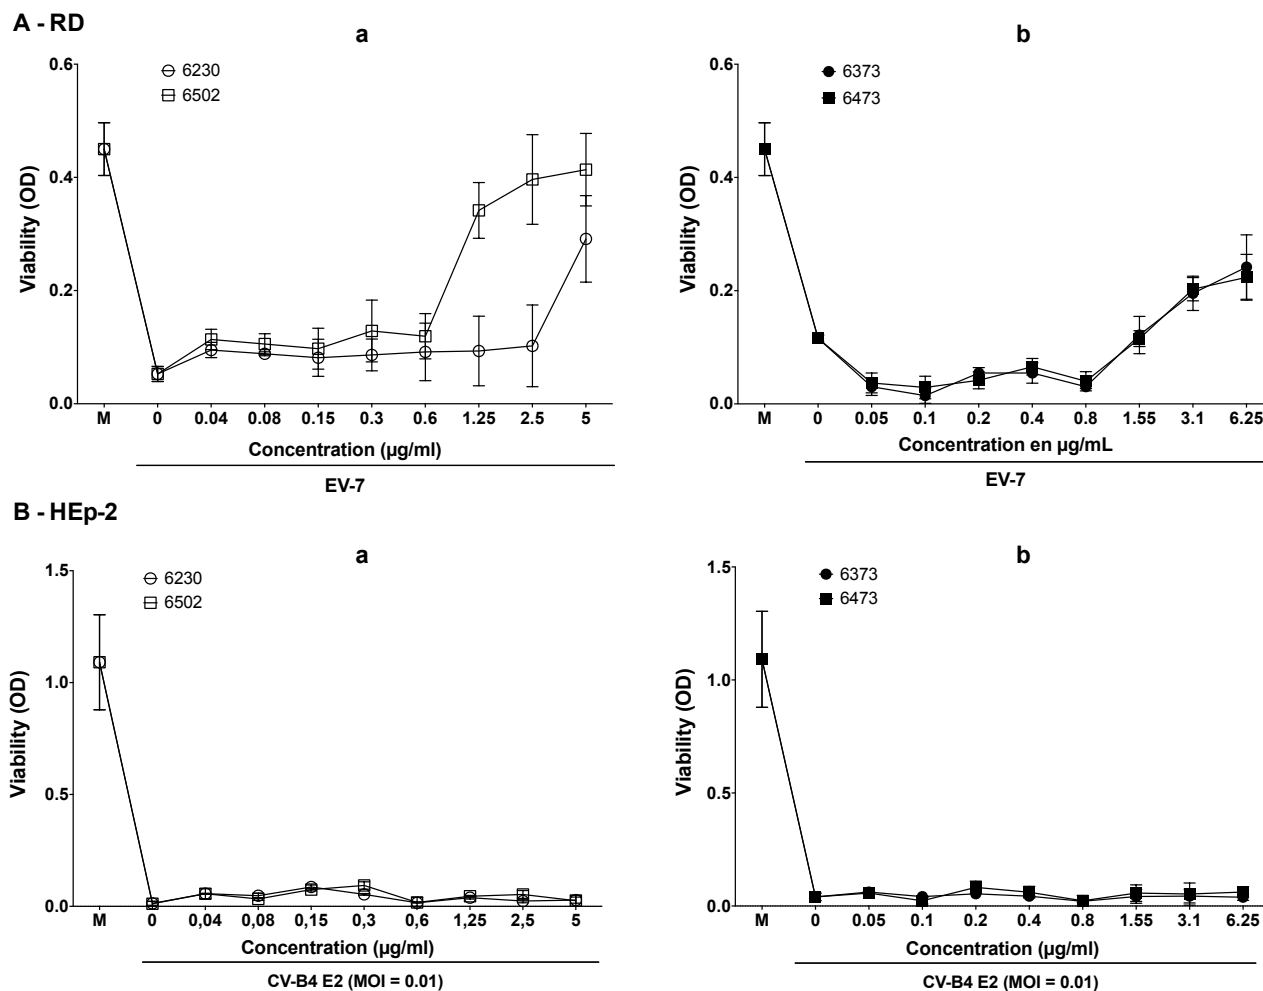 A - RD
a
6230
6502
0.6
0.4
0.2
0.0
Viability (OD)
M 0 0.04 0.08 0.15 0.3 0.6 1.25 2.5 5
Concentration (µg/ml)
EV-7
b
6373
6473
0.6
0.4
0.2
0.0
Viability (OD)
M 0 0.05 0.1 0.2 0.4 0.8 1.55 3.1 6.25
Concentration en µg/mL
EV-7
B - HEp-2
a
6230
6502
1.5
1.0
0.5
0.0
Viability (OD)
M 0 0,04 0,08 0,15 0,3 0,6 1,25 2,5 5
Concentration (µg/ml)
CV-B4 E2 (MOI = 0.01)
b
6373
6473
1.5
1.0
0.5
0.0
Viability (OD)
M 0 0.05 0.1 0.2 0.4 0.8 1.55 3.1 6.25
Concentration (µg/ml)
CV-B4 E2 (MOI = 0.01)